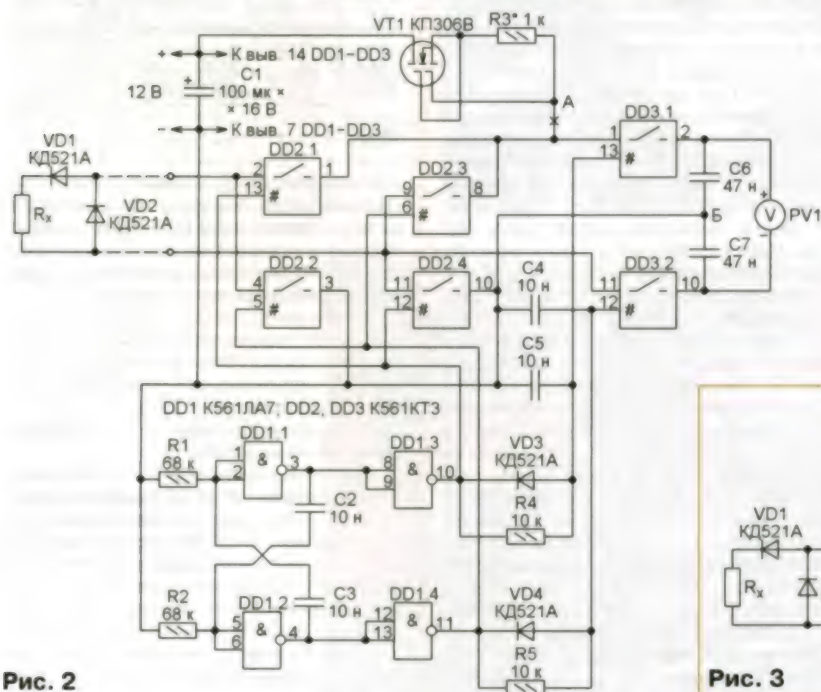 VT1 КП306В
R3* 1 к
+
К выв. 14 DD1–DD3
C1
+
100 мк ×
× 16 В
12 В
–
К выв. 7 DD1–DD3
А
×
VD1
КД521А
VD2
КД521А
Rx
DD2.1
2
1
13
#
DD2.3
9
8
6
#
DD2.2
4
3
5
#
DD2.4
11
10
12
#
DD3.1
1
2
13
#
DD3.2
11
10
12
#
C6
47 н
Б
C7
47 н
+
V
–
PV1
C4
10 н
C5
10 н
DD1 К561ЛА7; DD2, DD3 К561КТ3
R1
68 к
DD1.1
1
2
&
3
C2
10 н
DD1.3
8
9
&
10
VD3
КД521А
R4
10 к
R2
68 к
DD1.2
5
6
&
4
C3
10 н
DD1.4
12
13
&
11
VD4
КД521А
R5
10 к
Рис. 2
VD1
КД521А
Rx
Рис. 3